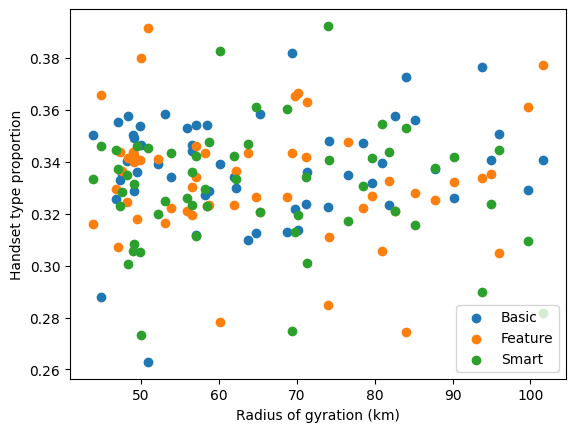 Handset type proportion
0.38
0.36
0.34
0.32
0.30
0.28
0.26
50
60
70
80
90
100
Radius of gyration (km)
Basic
Feature
Smart